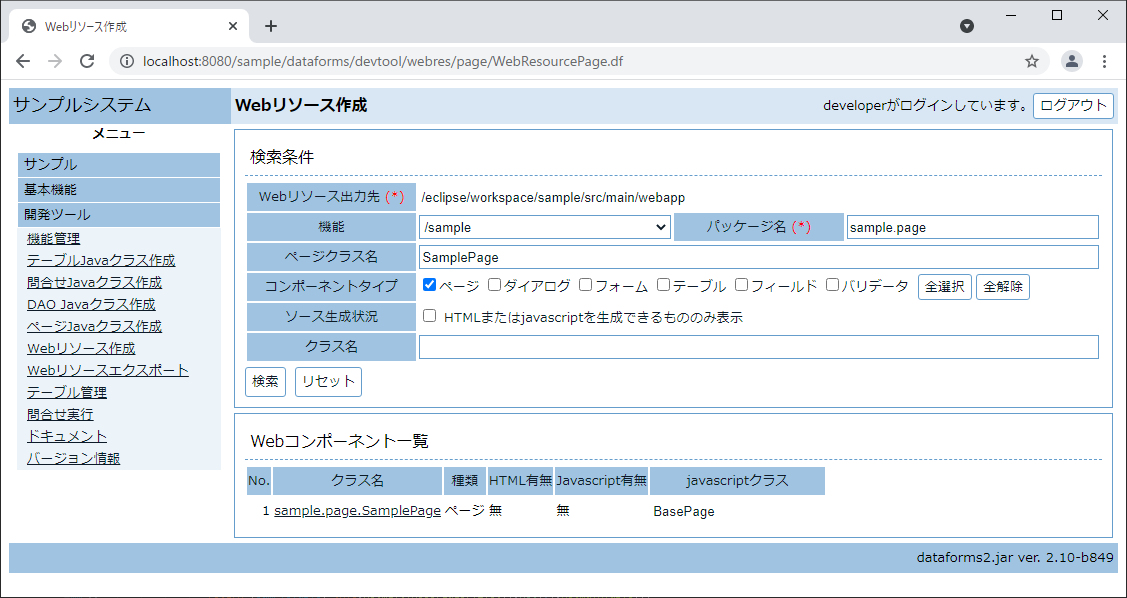 Webリソース作成
localhost:8080/sample/dataforms/devtool/webres/page/WebResourcePage.df
サンプルシステム
Webリソース作成
developerがログインしています。 ログアウト
メニュー
サンプル
基本機能
開発ツール
機能管理
テーブルJavaクラス作成
問合せJavaクラス作成
DAO Javaクラス作成
ページJavaクラス作成
Webリソース作成
Webリソースエクスポート
テーブル管理
問合せ実行
ドキュメント
バージョン情報
検索条件
Webリソース出力先 (*) /eclipse/workspace/sample/src/main/webapp
機能 /sample パッケージ名 (*) sample.page
ページクラス名 SamplePage
コンポーネントタイプ ページ ダイアログ フォーム テーブル フィールド バリデータ 全選択 全解除
ソース生成状況 HTMLまたはjavascriptを生成できるもののみ表示
クラス名
検索 リセット
Webコンポーネント一覧
No. クラス名 種類 HTML有無 Javascript有無 javascriptクラス
1 sample.page.SamplePage ページ 無 無 BasePage
dataforms2.jar ver. 2.10-b849